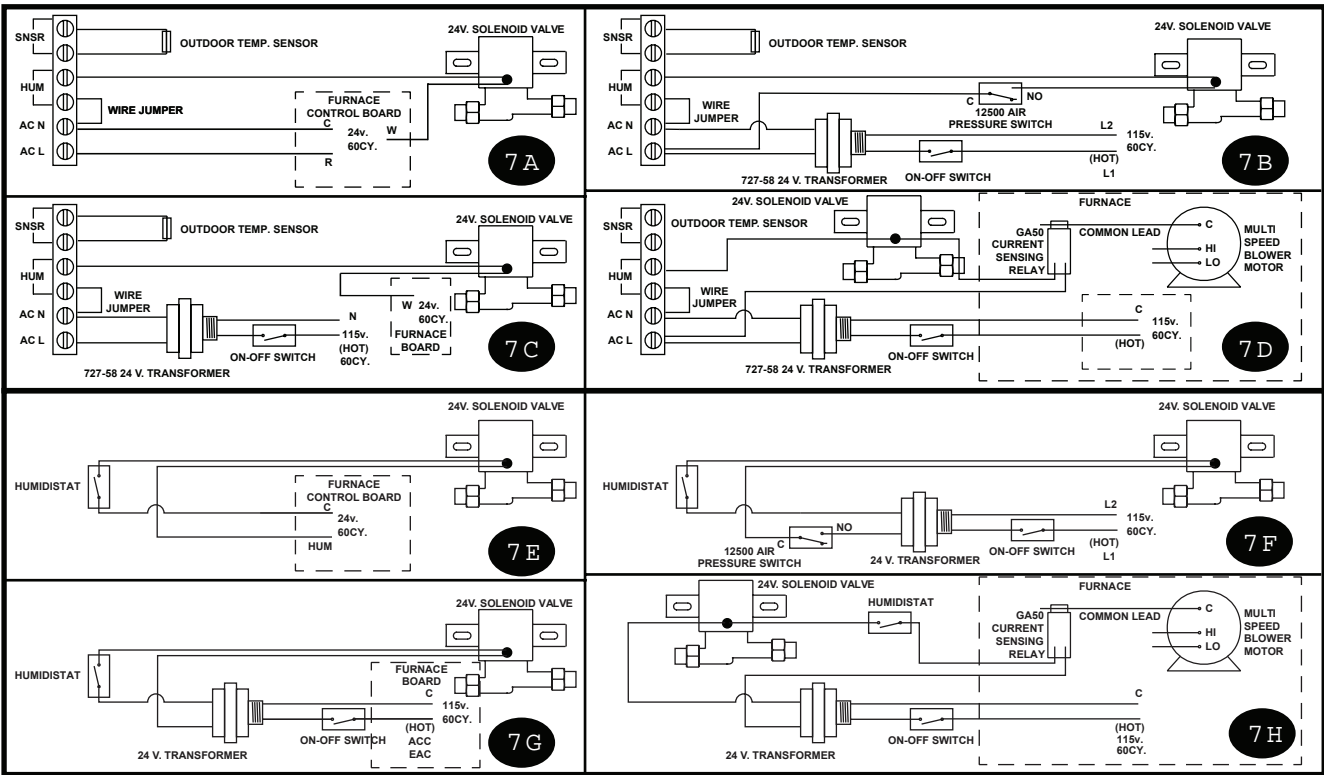 SNSR
OUTDOOR TEMP. SENSOR
24V. SOLENOID VALVE
HUM
WIRE JUMPER
FURNACE
CONTROL BOARD
C
24v.
60CY.
W
AC N
AC L
R
7A
SNSR
OUTDOOR TEMP. SENSOR
24V. SOLENOID VALVE
HUM
WIRE
JUMPER
C
NO
12500 AIR
PRESSURE SWITCH
AC N
AC L
L2
115v.
60CY.
(HOT)
L1
727-58 24 V. TRANSFORMER
ON-OFF SWITCH
7B
SNSR
OUTDOOR TEMP. SENSOR
24V. SOLENOID VALVE
HUM
WIRE
JUMPER
AC N
AC L
N
115v.
(HOT)
60CY.
W 24v.
60CY.
FURNACE
BOARD
ON-OFF SWITCH
727-58 24 V. TRANSFORMER
7C
24V. SOLENOID VALVE
SNSR
OUTDOOR TEMP. SENSOR
FURNACE
GA50
CURRENT
SENSING
RELAY
COMMON LEAD
C
HI
LO
MULTI
SPEED
BLOWER
MOTOR
HUM
WIRE
JUMPER
AC N
AC L
C
115v.
60CY.
(HOT)
ON-OFF SWITCH
727-58 24 V. TRANSFORMER
7D
24V. SOLENOID VALVE
HUMIDISTAT
FURNACE
CONTROL BOARD
C
24v.
60CY.
HUM
7E
24V. SOLENOID VALVE
HUMIDISTAT
NO
C
12500 AIR
PRESSURE SWITCH
24 V. TRANSFORMER
ON-OFF SWITCH
L2
115v.
60CY.
(HOT)
L1
7F
24V. SOLENOID VALVE
HUMIDISTAT
FURNACE
BOARD
C
115v.
60CY.
(HOT)
ACC
EAC
ON-OFF SWITCH
24 V. TRANSFORMER
7G
24V. SOLENOID VALVE
HUMIDISTAT
FURNACE
GA50
CURRENT
SENSING
RELAY
COMMON LEAD
C
HI
LO
MULTI
SPEED
BLOWER
MOTOR
C
(HOT)
115v.
60CY.
ON-OFF SWITCH
24 V. TRANSFORMER
7H